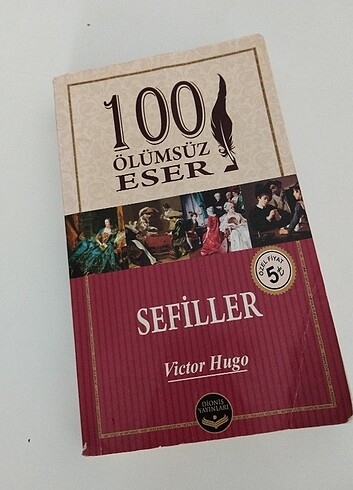 100
ÖLÜMSÜZ
ESER
ÖZEL FİYAT
5₺
SEFİLLER
Victor Hugo
DİONİS
YAYINLARI